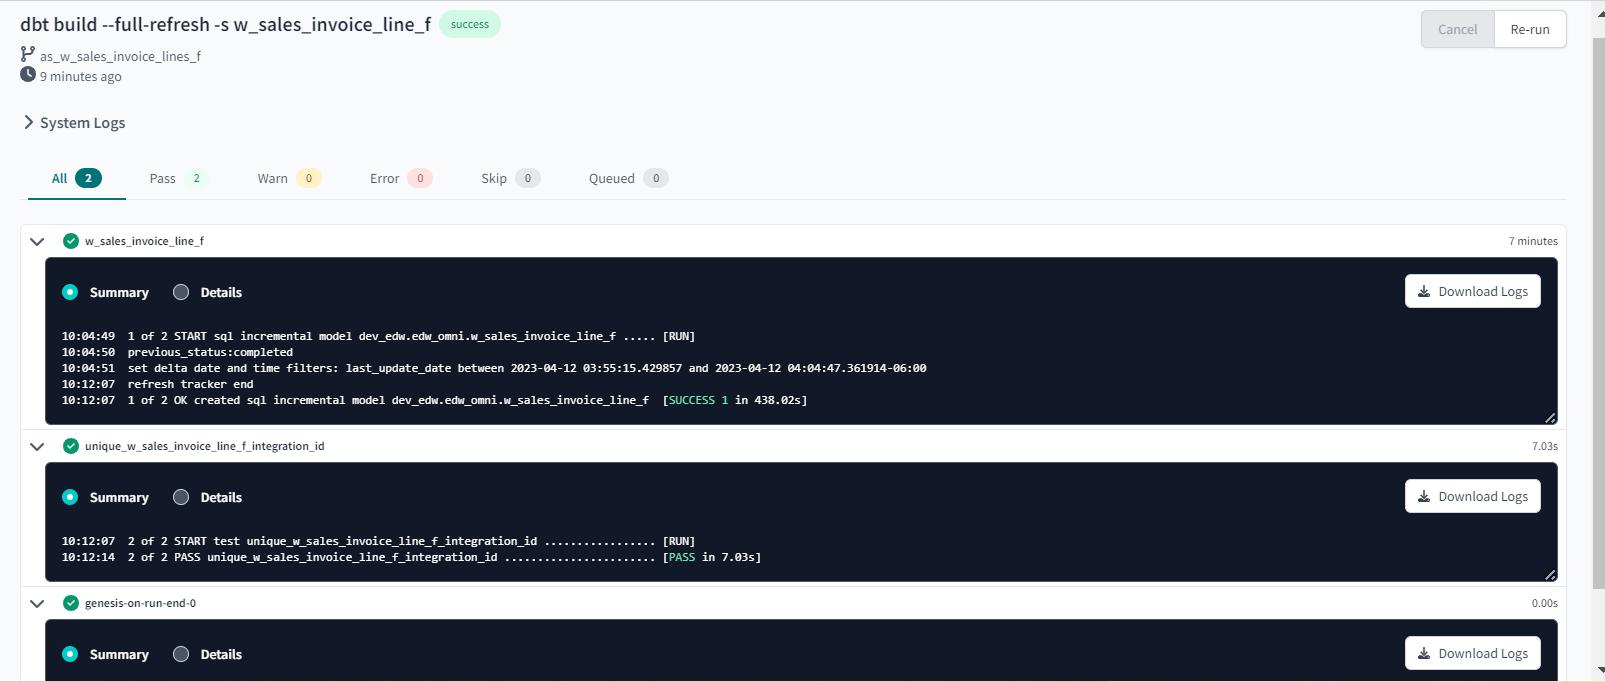 dbt build --full-refresh -s w_sales_invoice_line_f success
Cancel Re-run
as_w_sales_invoice_lines_f
9 minutes ago
System Logs
All 2 Pass 2 Warn 0 Error 0 Skip 0 Queued 0
w_sales_invoice_line_f 7 minutes
Summary Details Download Logs
10:04:49 1 of 2 START sql incremental model dev_edw.edw_omni.w_sales_invoice_line_f ..... [RUN]
10:04:50 previous_status:completed
10:04:51 set delta date and time filters: last_update_date between 2023-04-12 03:55:15.429857 and 2023-04-12 04:04:47.361914-06:00
10:12:07 refresh tracker end
10:12:07 1 of 2 OK created sql incremental model dev_edw.edw_omni.w_sales_invoice_line_f [SUCCESS 1 in 438.02s]
unique_w_sales_invoice_line_f_integration_id 7.03s
Summary Details Download Logs
10:12:07 2 of 2 START test unique_w_sales_invoice_line_f_integration_id ................. [RUN]
10:12:14 2 of 2 PASS unique_w_sales_invoice_line_f_integration_id ....................... [PASS in 7.03s]
genesis-on-run-end-0 0.00s
Summary Details Download Logs